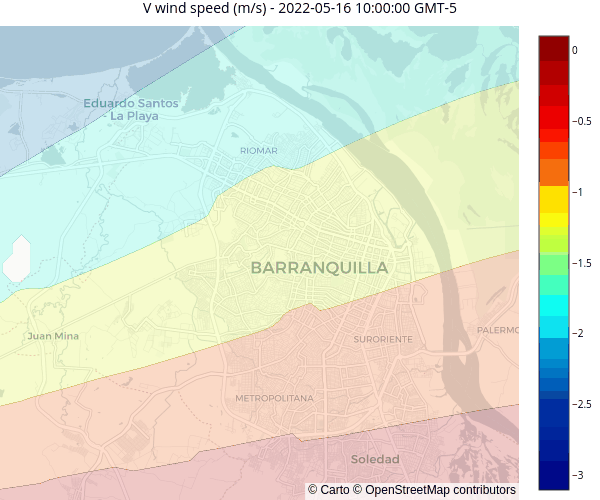 V wind speed (m/s) - 2022-05-16 10:00:00 GMT-5
0
−0.5
−1
−1.5
−2
−2.5
−3
Eduardo Santos
- La Playa
RIOMAR
BARRANQUILLA
Juan Mina
SURORIENTE
PALERMO
METROPOLITANA
Soledad
© Carto © OpenStreetMap contributors